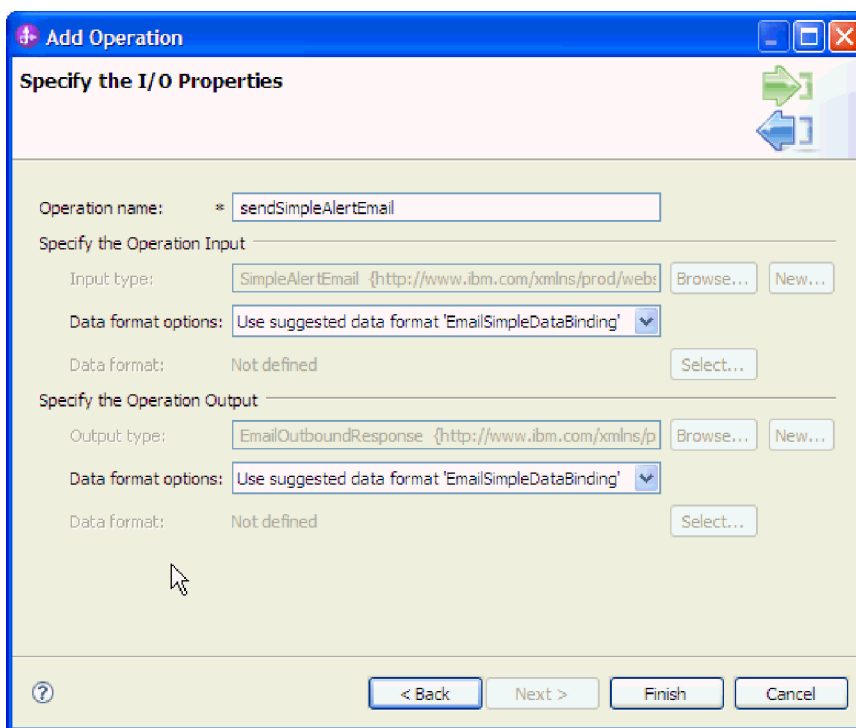 Add Operation
Specify the I/O Properties
Operation name: * sendSimpleAlertEmail
Specify the Operation Input
Input type: SimpleAlertEmail {http://www.ibm.com/xmlns/prod/webs Browse... New...
Data format options: Use suggested data format 'EmailSimpleDataBinding'
Data format: Not defined Select...
Specify the Operation Output
Output type: EmailOutboundResponse {http://www.ibm.com/xmlns/p Browse... New...
Data format options: Use suggested data format 'EmailSimpleDataBinding'
Data format: Not defined Select...
? < Back Next > Finish Cancel